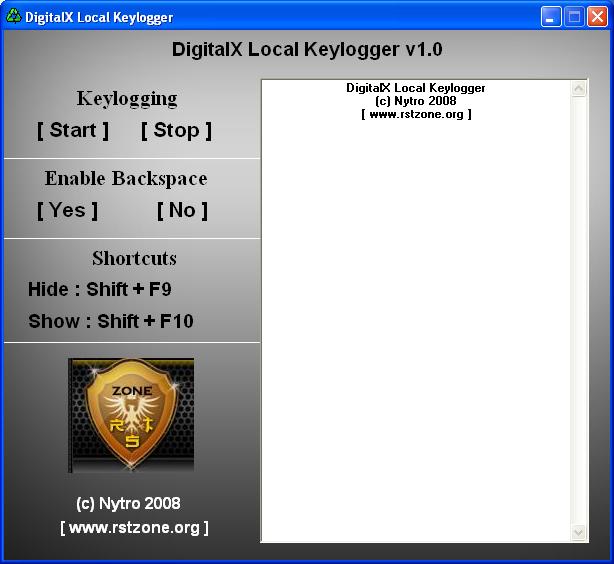 DigitalX Local Keylogger
DigitalX Local Keylogger v1.0
Keylogging
[ Start ] [ Stop ]
Enable Backspace
[ Yes ] [ No ]
Shortcuts
Hide : Shift + F9
Show : Shift + F10
ZONE
R S T
(c) Nytro 2008
[ www.rstzone.org ]
DigitalX Local Keylogger
(c) Nytro 2008
[ www.rstzone.org ]